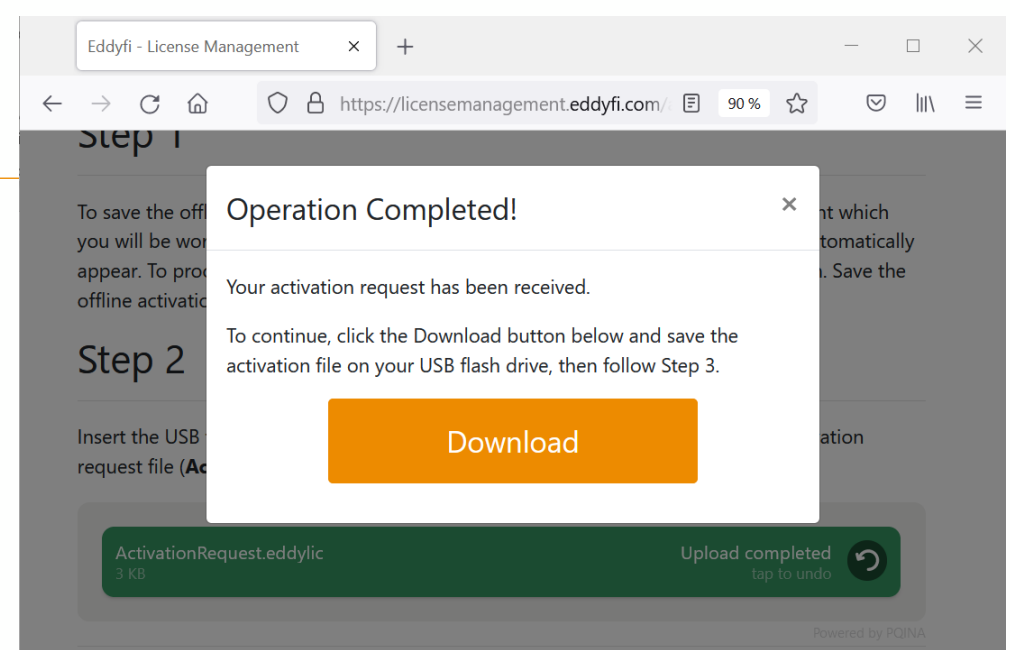 Eddyfi - License Management
https://licensemanagement.eddyfi.com/
90 %
Step 1
To save the offl
nt which
you will be wor
tomatically
appear. To proc
n. Save the
offline activatic
Operation Completed!
Your activation request has been received.
To continue, click the Download button below and save the
activation file on your USB flash drive, then follow Step 3.
Download
Step 2
Insert the USB
ation
request file (Ac
ActivationRequest.eddylic
3 KB
Upload completed
tap to undo
Powered by PQINA